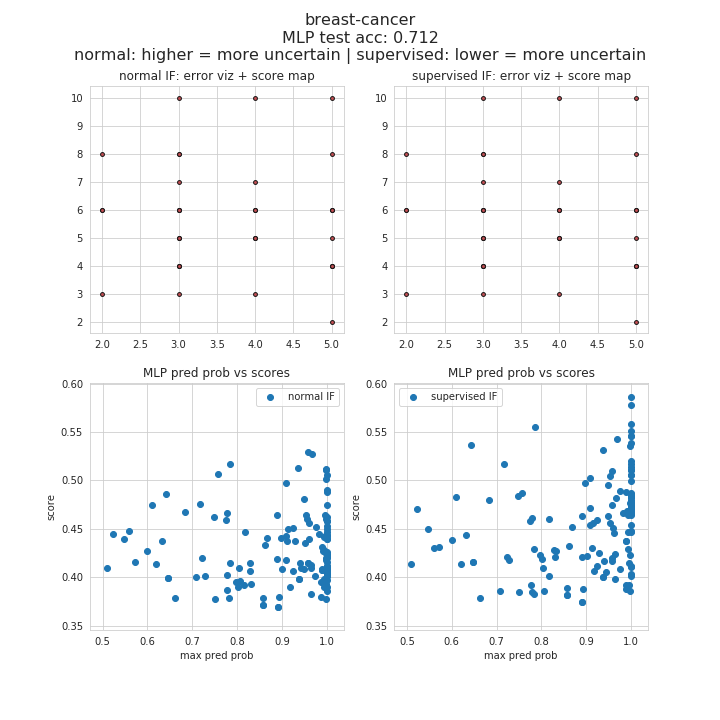 breast-cancer
MLP test acc: 0.712
normal: higher = more uncertain | supervised: lower = more uncertain
normal IF: error viz + score map
supervised IF: error viz + score map
10
8
7
6
5
4
3
2
2.0 2.5 3.0 3.5 4.0 4.5 5.0
10
8
7
6
5
4
3
2
2.0 2.5 3.0 3.5 4.0 4.5 5.0
MLP pred prob vs scores
MLP pred prob vs scores
normal IF
score
0.60
0.55
0.50
0.45
0.40
0.35
0.5 0.6 0.7 0.8 0.9 1.0
max pred prob
supervised IF
score
0.60
0.55
0.50
0.45
0.40
0.35
0.5 0.6 0.7 0.8 0.9 1.0
max pred prob